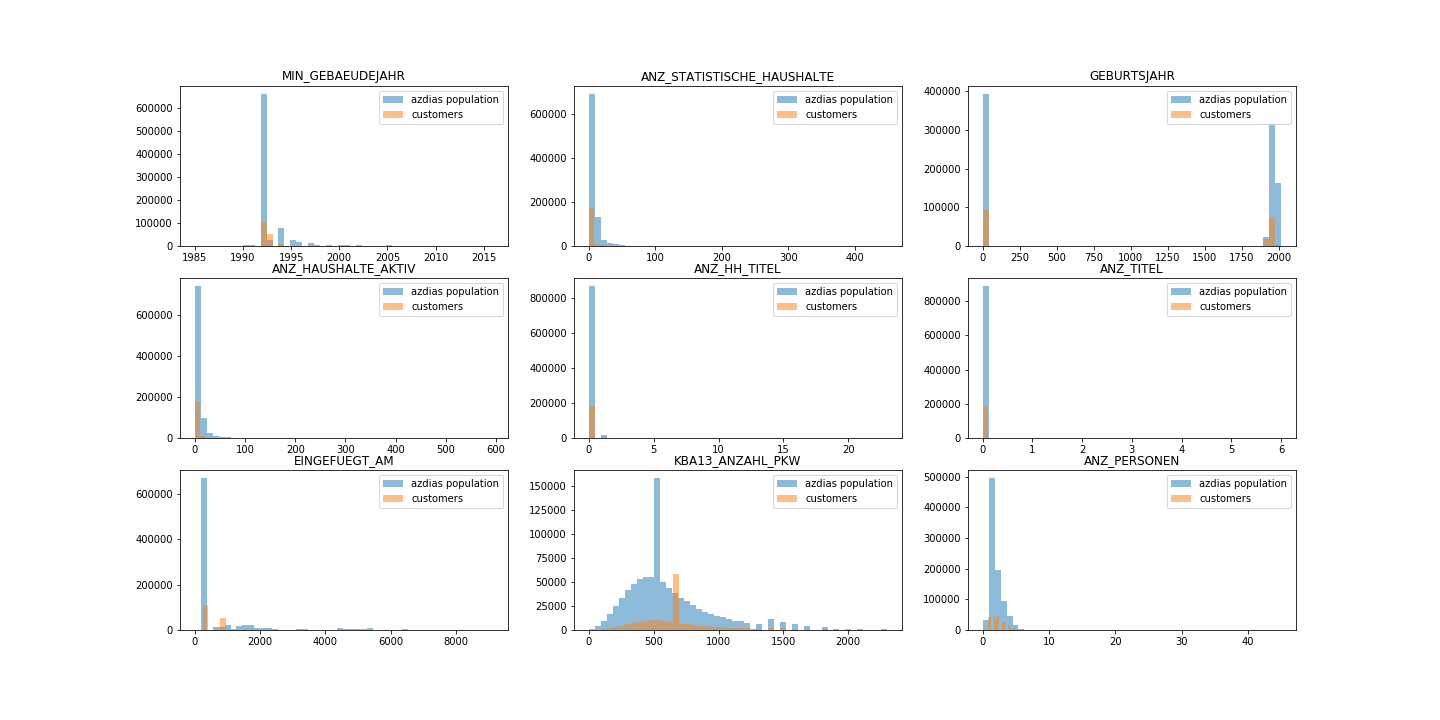 MIN_GEBAEUDEJAHR
600000
500000
400000
300000
200000
100000
0
1985 1990 1995 2000 2005 2010 2015
azdias population
customers
ANZ_STATISTISCHE_HAUSHALTE
600000
400000
200000
0
0 100 200 300 400
azdias population
customers
GEBURTSJAHR
400000
300000
200000
100000
0
0 250 500 750 1000 1250 1500 1750 2000
azdias population
customers
ANZ_HAUSHALTE_AKTIV
600000
400000
200000
0
0 100 200 300 400 500 600
azdias population
customers
ANZ_HH_TITEL
800000
600000
400000
200000
0
0 5 10 15 20
azdias population
customers
ANZ_TITEL
800000
600000
400000
200000
0
0 1 2 3 4 5 6
azdias population
customers
EINGEFUEGT_AM
600000
400000
200000
0
0 2000 4000 6000 8000
azdias population
customers
KBA13_ANZAHL_PKW
150000
125000
100000
75000
50000
25000
0
0 500 1000 1500 2000
azdias population
customers
ANZ_PERSONEN
500000
400000
300000
200000
100000
0
0 10 20 30 40
azdias population
customers